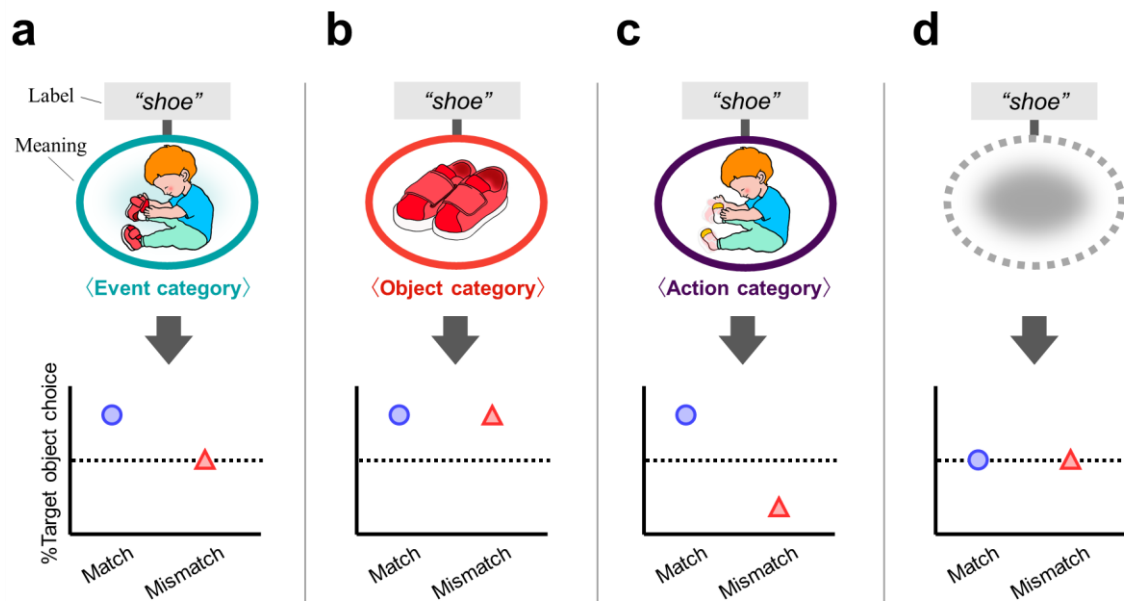 a
b
c
d
Label
“shoe”
“shoe”
“shoe”
“shoe”
Meaning
〈Event category〉
〈Object category〉
〈Action category〉
%Target object choice
Match
Mismatch
Match
Mismatch
Match
Mismatch
Match
Mismatch